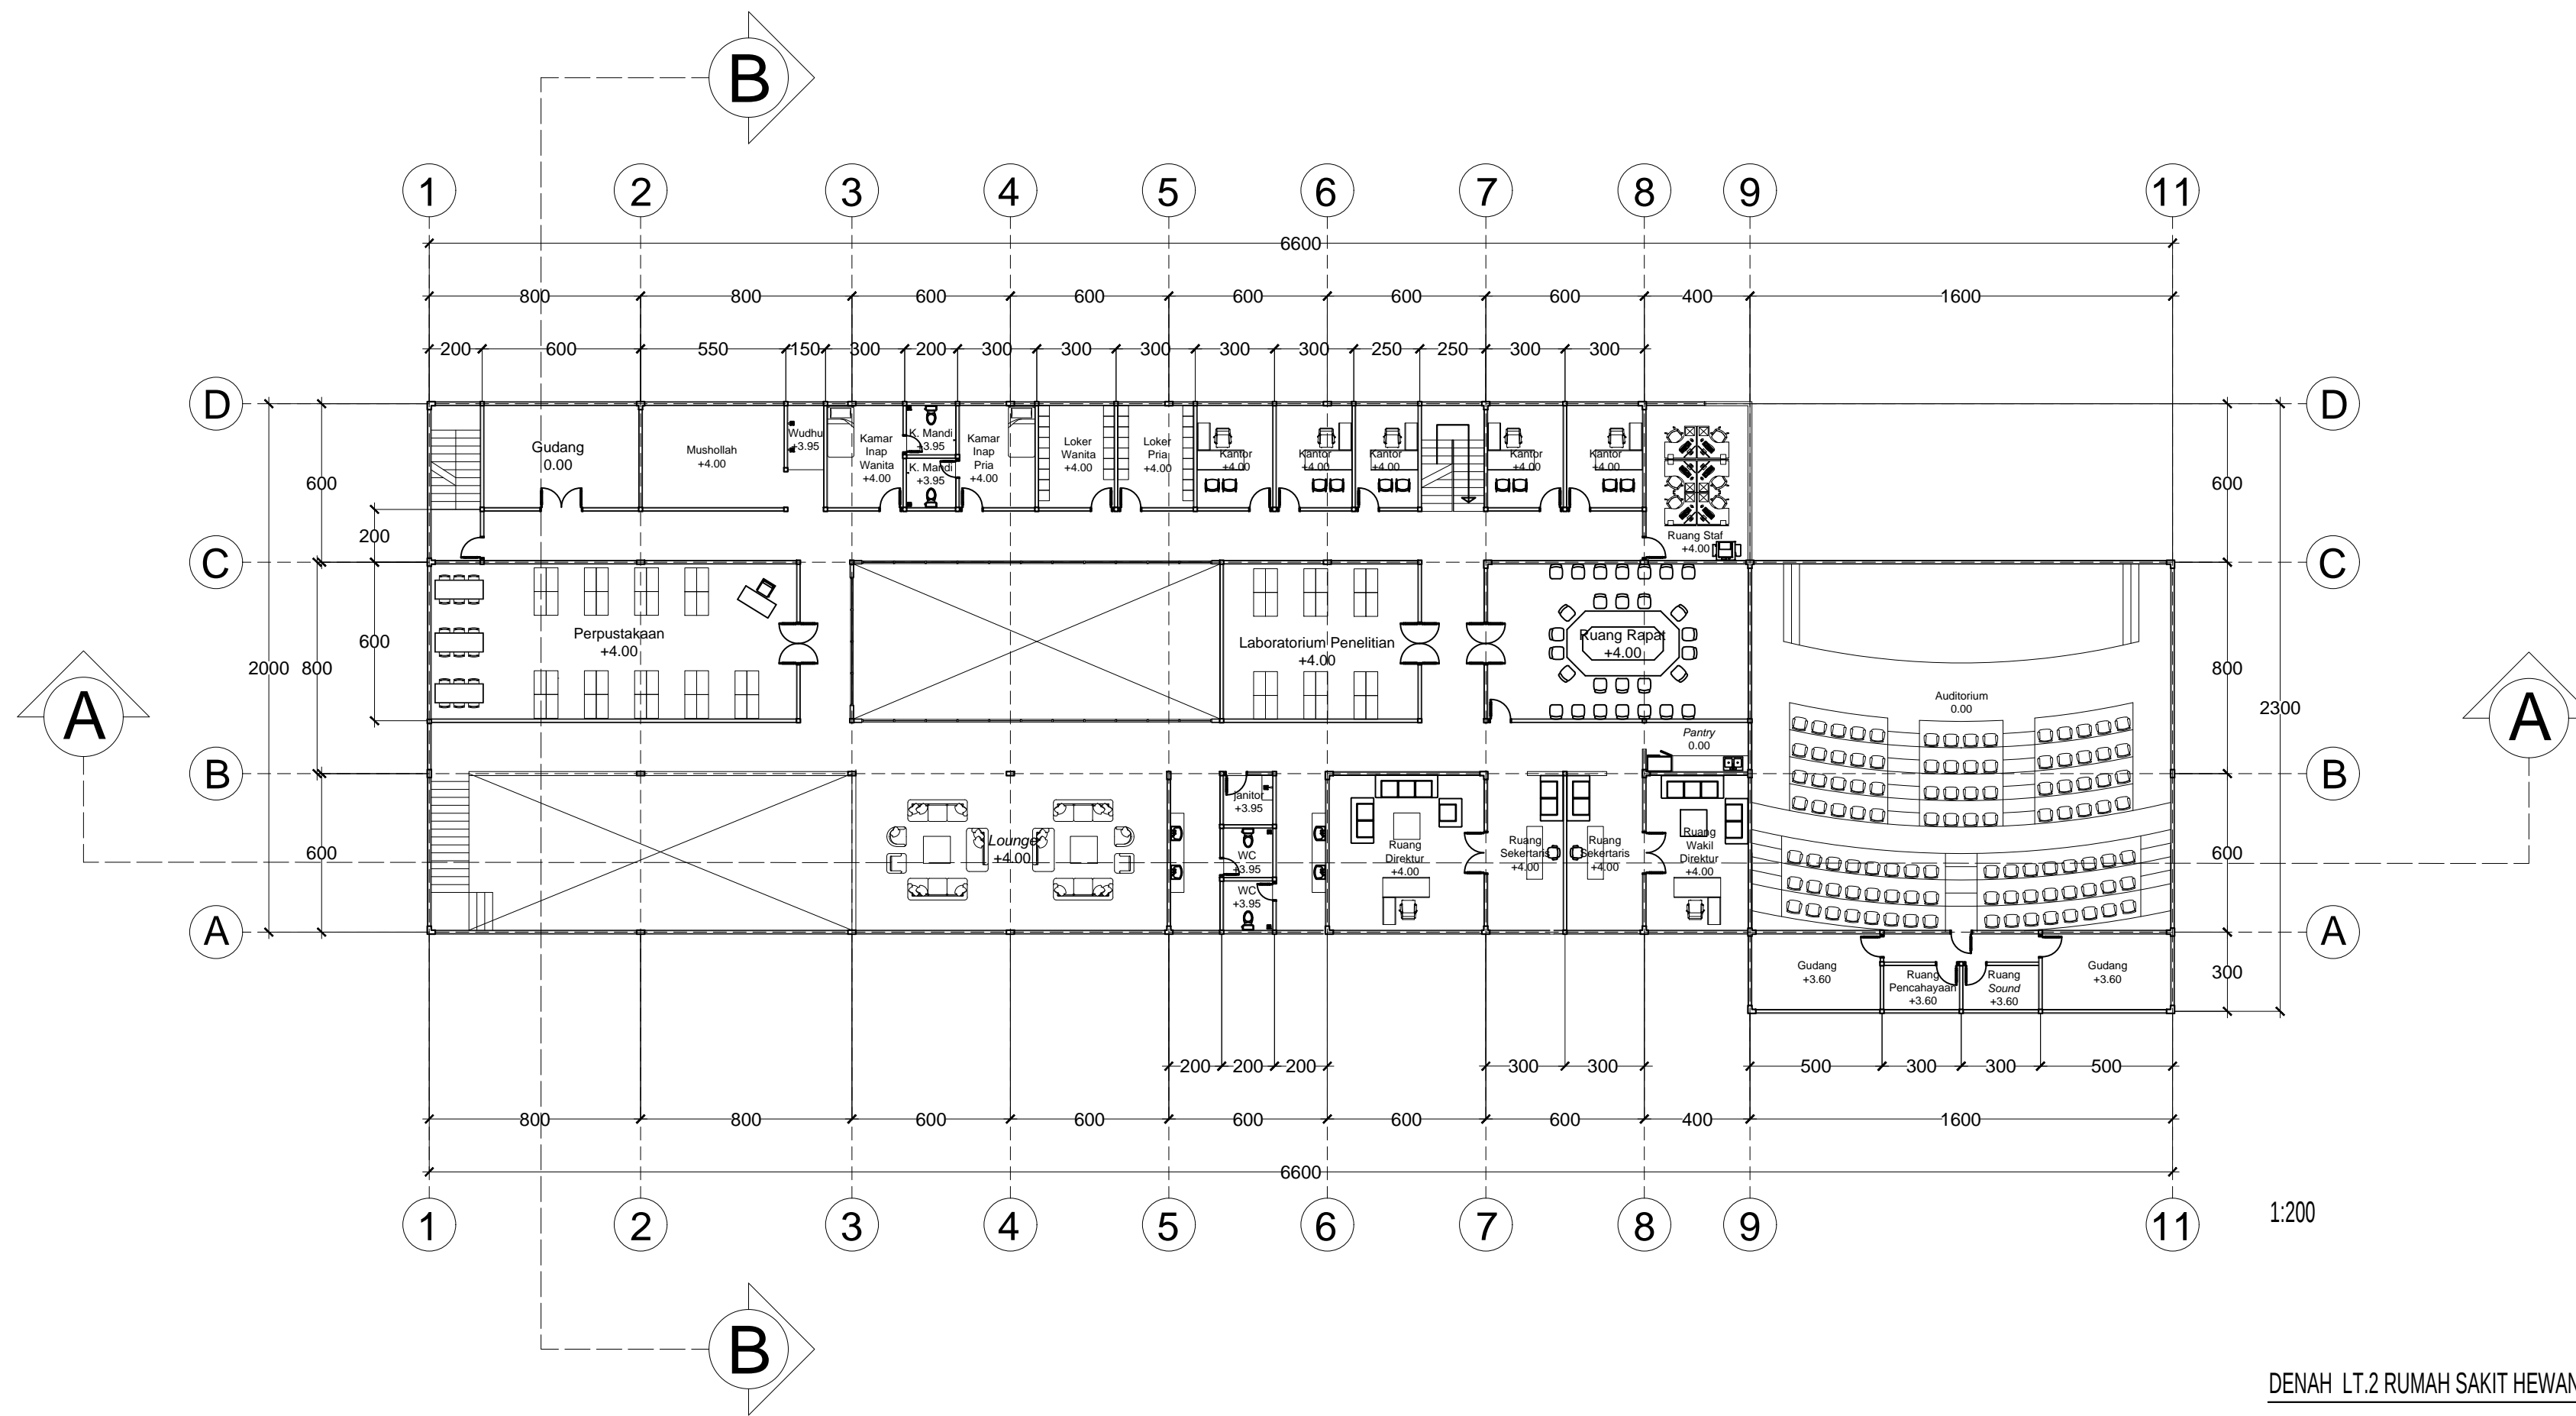 B
1 2 3 4 5 6 7 8 9 11
6600
800 800 600 600 600 600 600 400 1600
200 600 550 150 300 200 300 300 300 300 300 250 250 300 300
D D
Gudang
0.00
Mushollah
+4.00
Wudhu
+3.95
Kamar
Inap
Wanita
+4.00
K. Mandi
+3.95
K. Mandi
+3.95
Kamar
Inap
Pria
+4.00
Loker
Wanita
+4.00
Loker
Pria
+4.00
Kantor
+4.00
Kantor
+4.00
Kantor
+4.00
Kantor
+4.00
Kantor
+4.00
Ruang Staf
+4.00
600 600
200
C C
Perpustakaan
+4.00
Laboratorium Penelitian
+4.00
Ruang Rapat
+4.00
Auditorium
0.00
2000 800 600
800 2300
A A
Pantry
0.00
B B
Lounge
+4.00
janitor
+3.95
WC
+3.95
WC
+3.95
Ruang
Direktur
+4.00
Ruang
Sekertaris
+4.00
Ruang
Sekertaris
+4.00
Ruang
Wakil
Direktur
+4.00
600 600
A A
Gudang
+3.60
Ruang
Pencahayaan
+3.60
Ruang
Sound
+3.60
Gudang
+3.60
300
200 200 200 300 300 500 300 300 500
800 800 600 600 600 600 600 400 1600
6600
1 2 3 4 5 6 7 8 9 11
1:200
B
DENAH LT.2 RUMAH SAKIT HEWAN